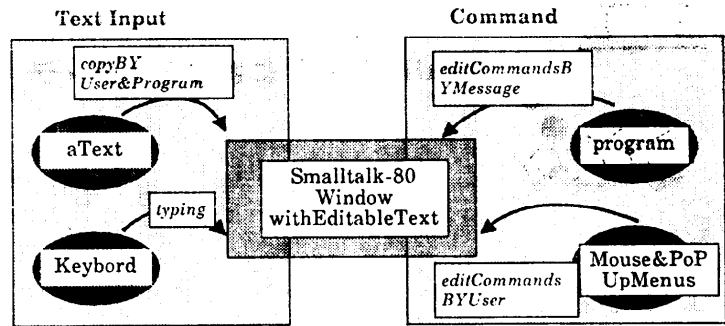 Text Input
Command
copyBY
User&Program
editCommandsB
YMessage
aText
program
Smalltalk-80
Window
withEditableText
typing
Keybord
Mouse&PoP
UpMenus
editCommands
BYUser